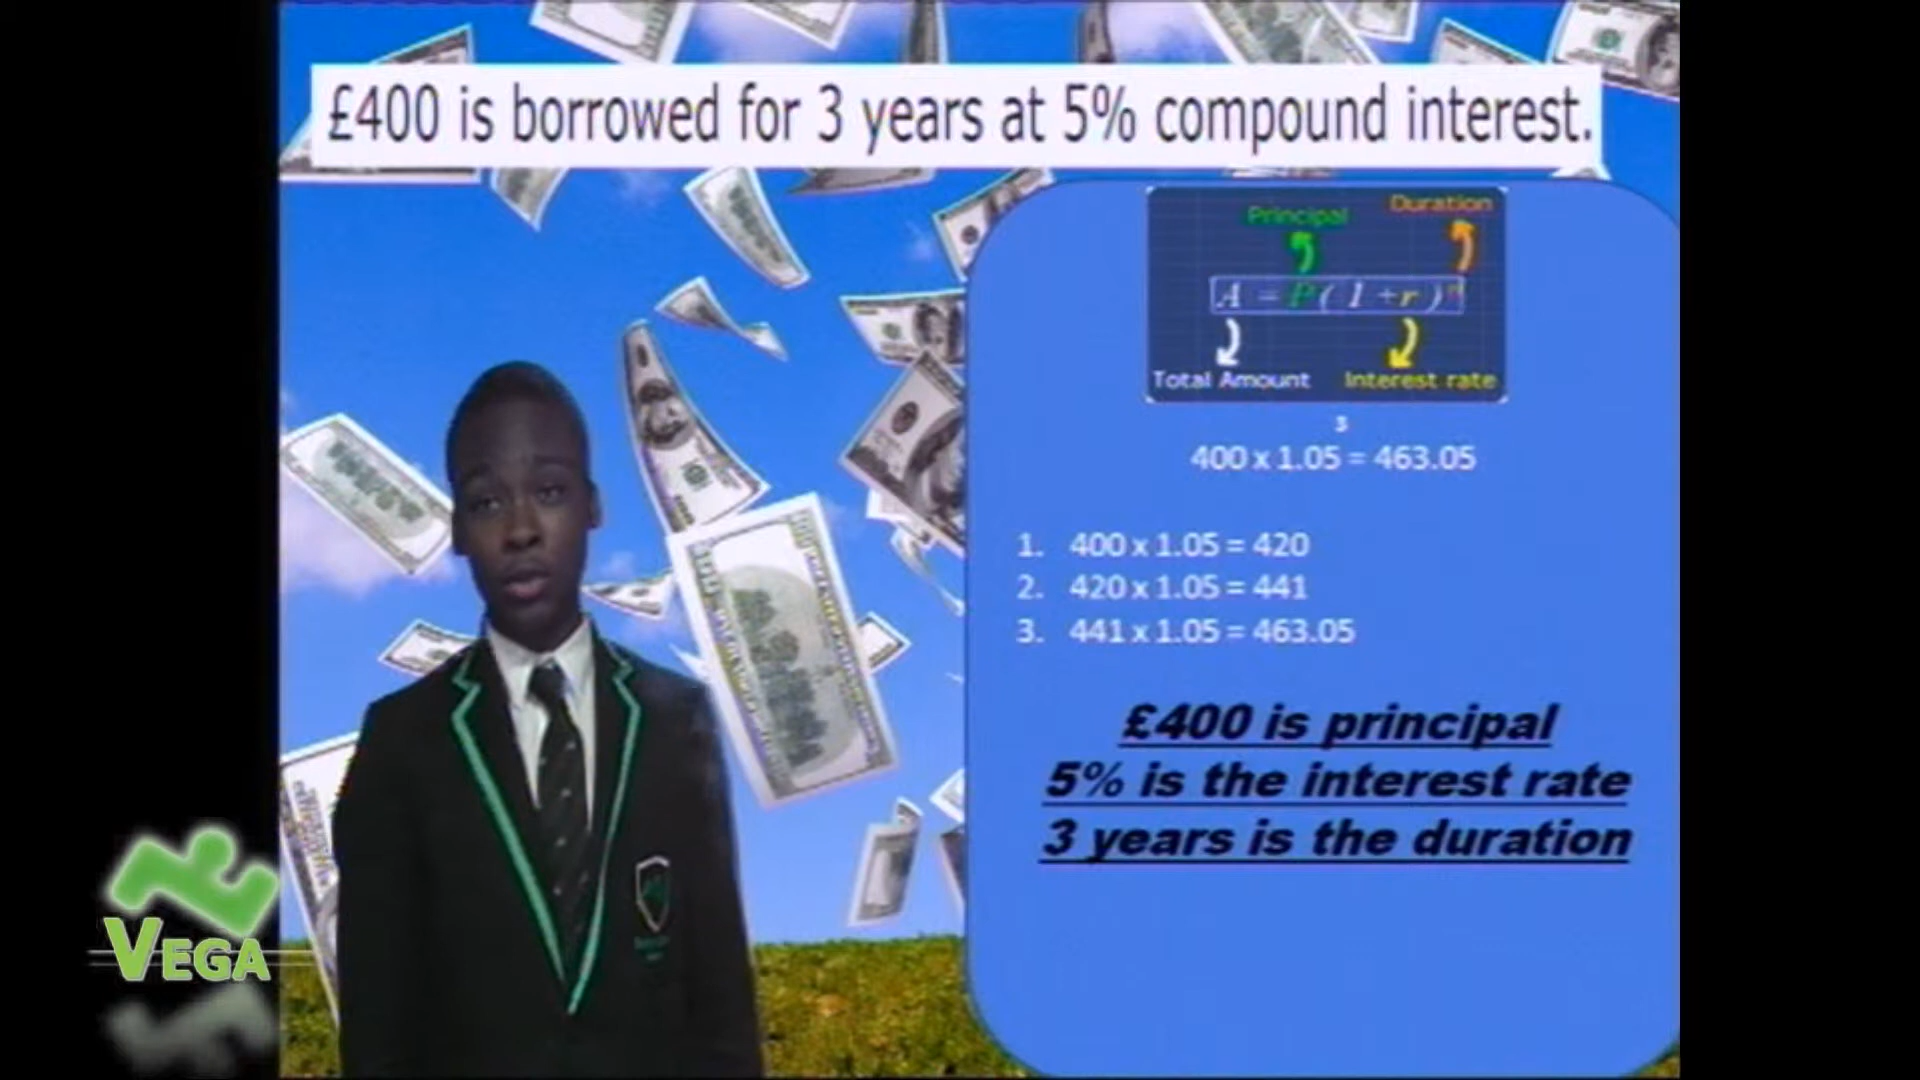 £400 is borrowed for 3 years at 5% compound interest.
Principal
Duration
A = P ( 1 + r )ⁿ
Total Amount
Interest rate
3
400 x 1.05 = 463.05
1. 400 x 1.05 = 420
2. 420 x 1.05 = 441
3. 441 x 1.05 = 463.05
£400 is principal
5% is the interest rate
3 years is the duration
VEGA